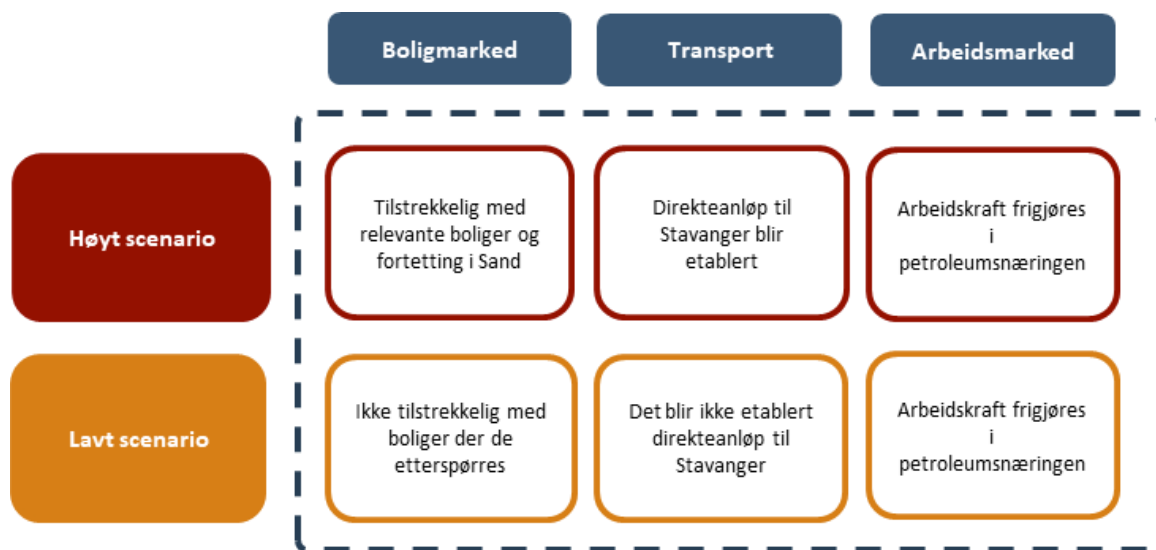 Boligmarked
Transport
Arbeidsmarked
Høyt scenario
Tilstrekkelig med
relevante boliger og
fortetting i Sand
Direkteanløp til
Stavanger blir
etablert
Arbeidskraft frigjøres
i
petroleumsnæringen
Lavt scenario
Ikke tilstrekkelig med
boliger der de
etterspørres
Det blir ikke etablert
direkteanløp til
Stavanger
Arbeidskraft frigjøres
i
petroleumsnæringen